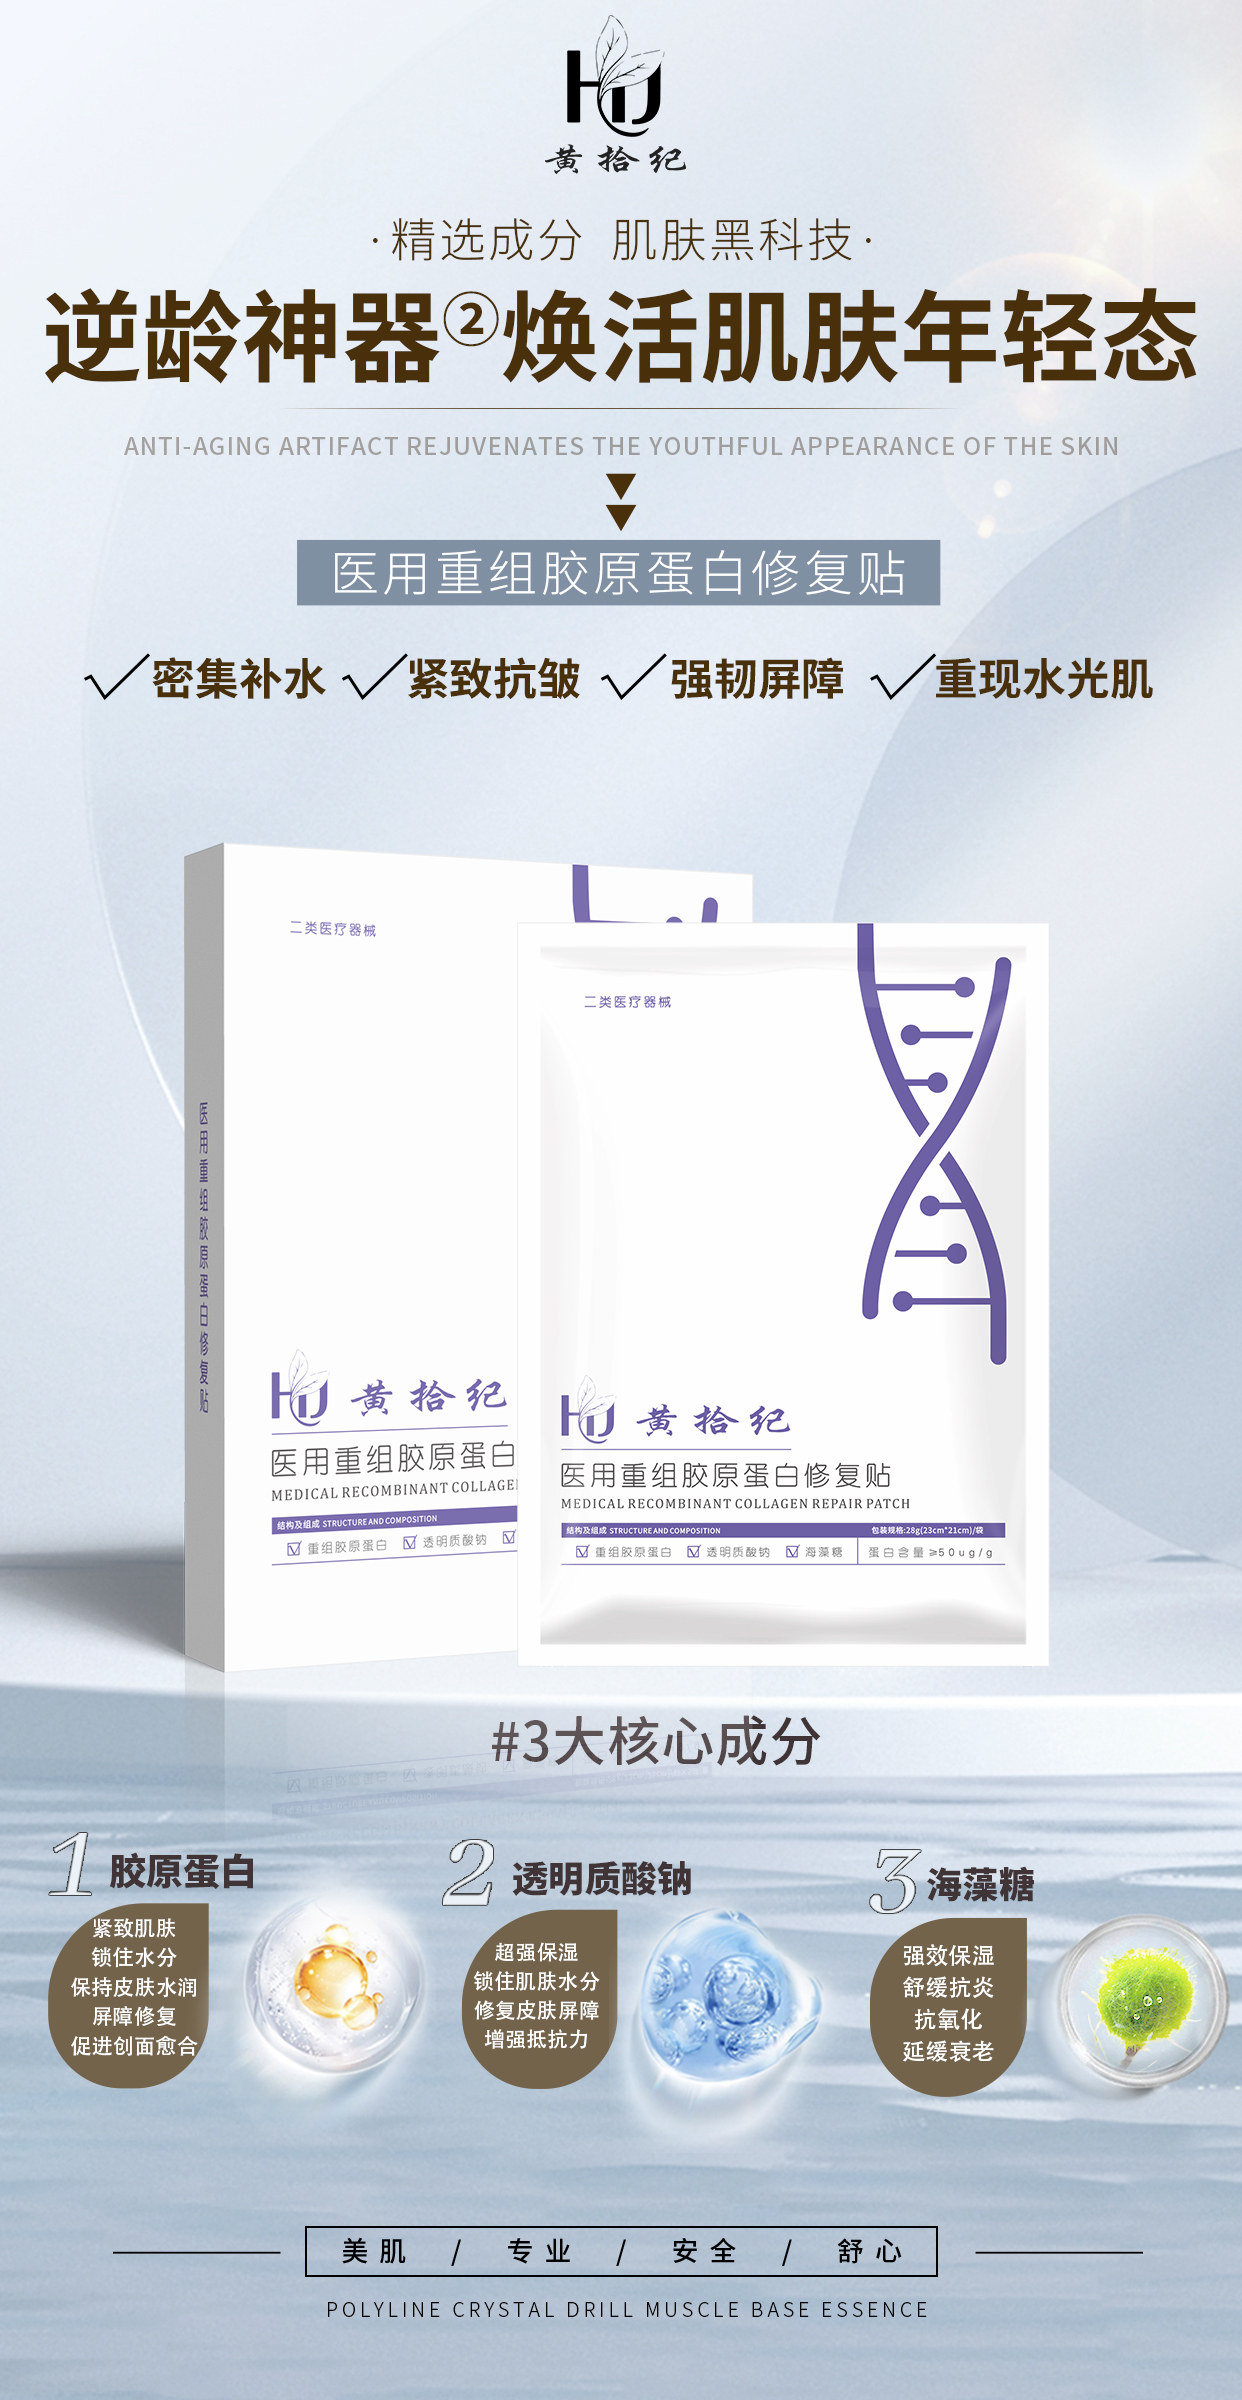 HJ
黄拾纪
·精选成分 肌肤黑科技·
逆龄神器②焕活肌肤年轻态
ANTI-AGING ARTIFACT REJUVENATES THE YOUTHFUL APPEARANCE OF THE SKIN
医用重组胶原蛋白修复贴
密集补水 紧致抗皱 强韧屏障 重现水光肌
二类医疗器械
医用重组胶原蛋白修复贴
HJ 黄拾纪
医用重组胶原蛋白
MEDICAL RECOMBINANT COLLAGE
结构及组成 STRUCTURE AND COMPOSITION
重组胶原蛋白 透明质酸钠
二类医疗器械
HJ 黄拾纪
医用重组胶原蛋白修复贴
MEDICAL RECOMBINANT COLLAGEN REPAIR PATCH
结构及组成 STRUCTURE AND COMPOSITION 包装规格:28g(23cm*21cm)/袋
重组胶原蛋白 透明质酸钠 海藻糖 蛋白含量≥50ug/g
#3大核心成分
1 胶原蛋白
紧致肌肤
锁住水分
保持皮肤水润
屏障修复
促进创面愈合
2 透明质酸钠
超强保湿
锁住肌肤水分
修复皮肤屏障
增强抵抗力
3 海藻糖
强效保湿
舒缓抗炎
抗氧化
延缓衰老
美肌 / 专业 / 安全 / 舒心
POLYLINE CRYSTAL DRILL MUSCLE BASE ESSENCE